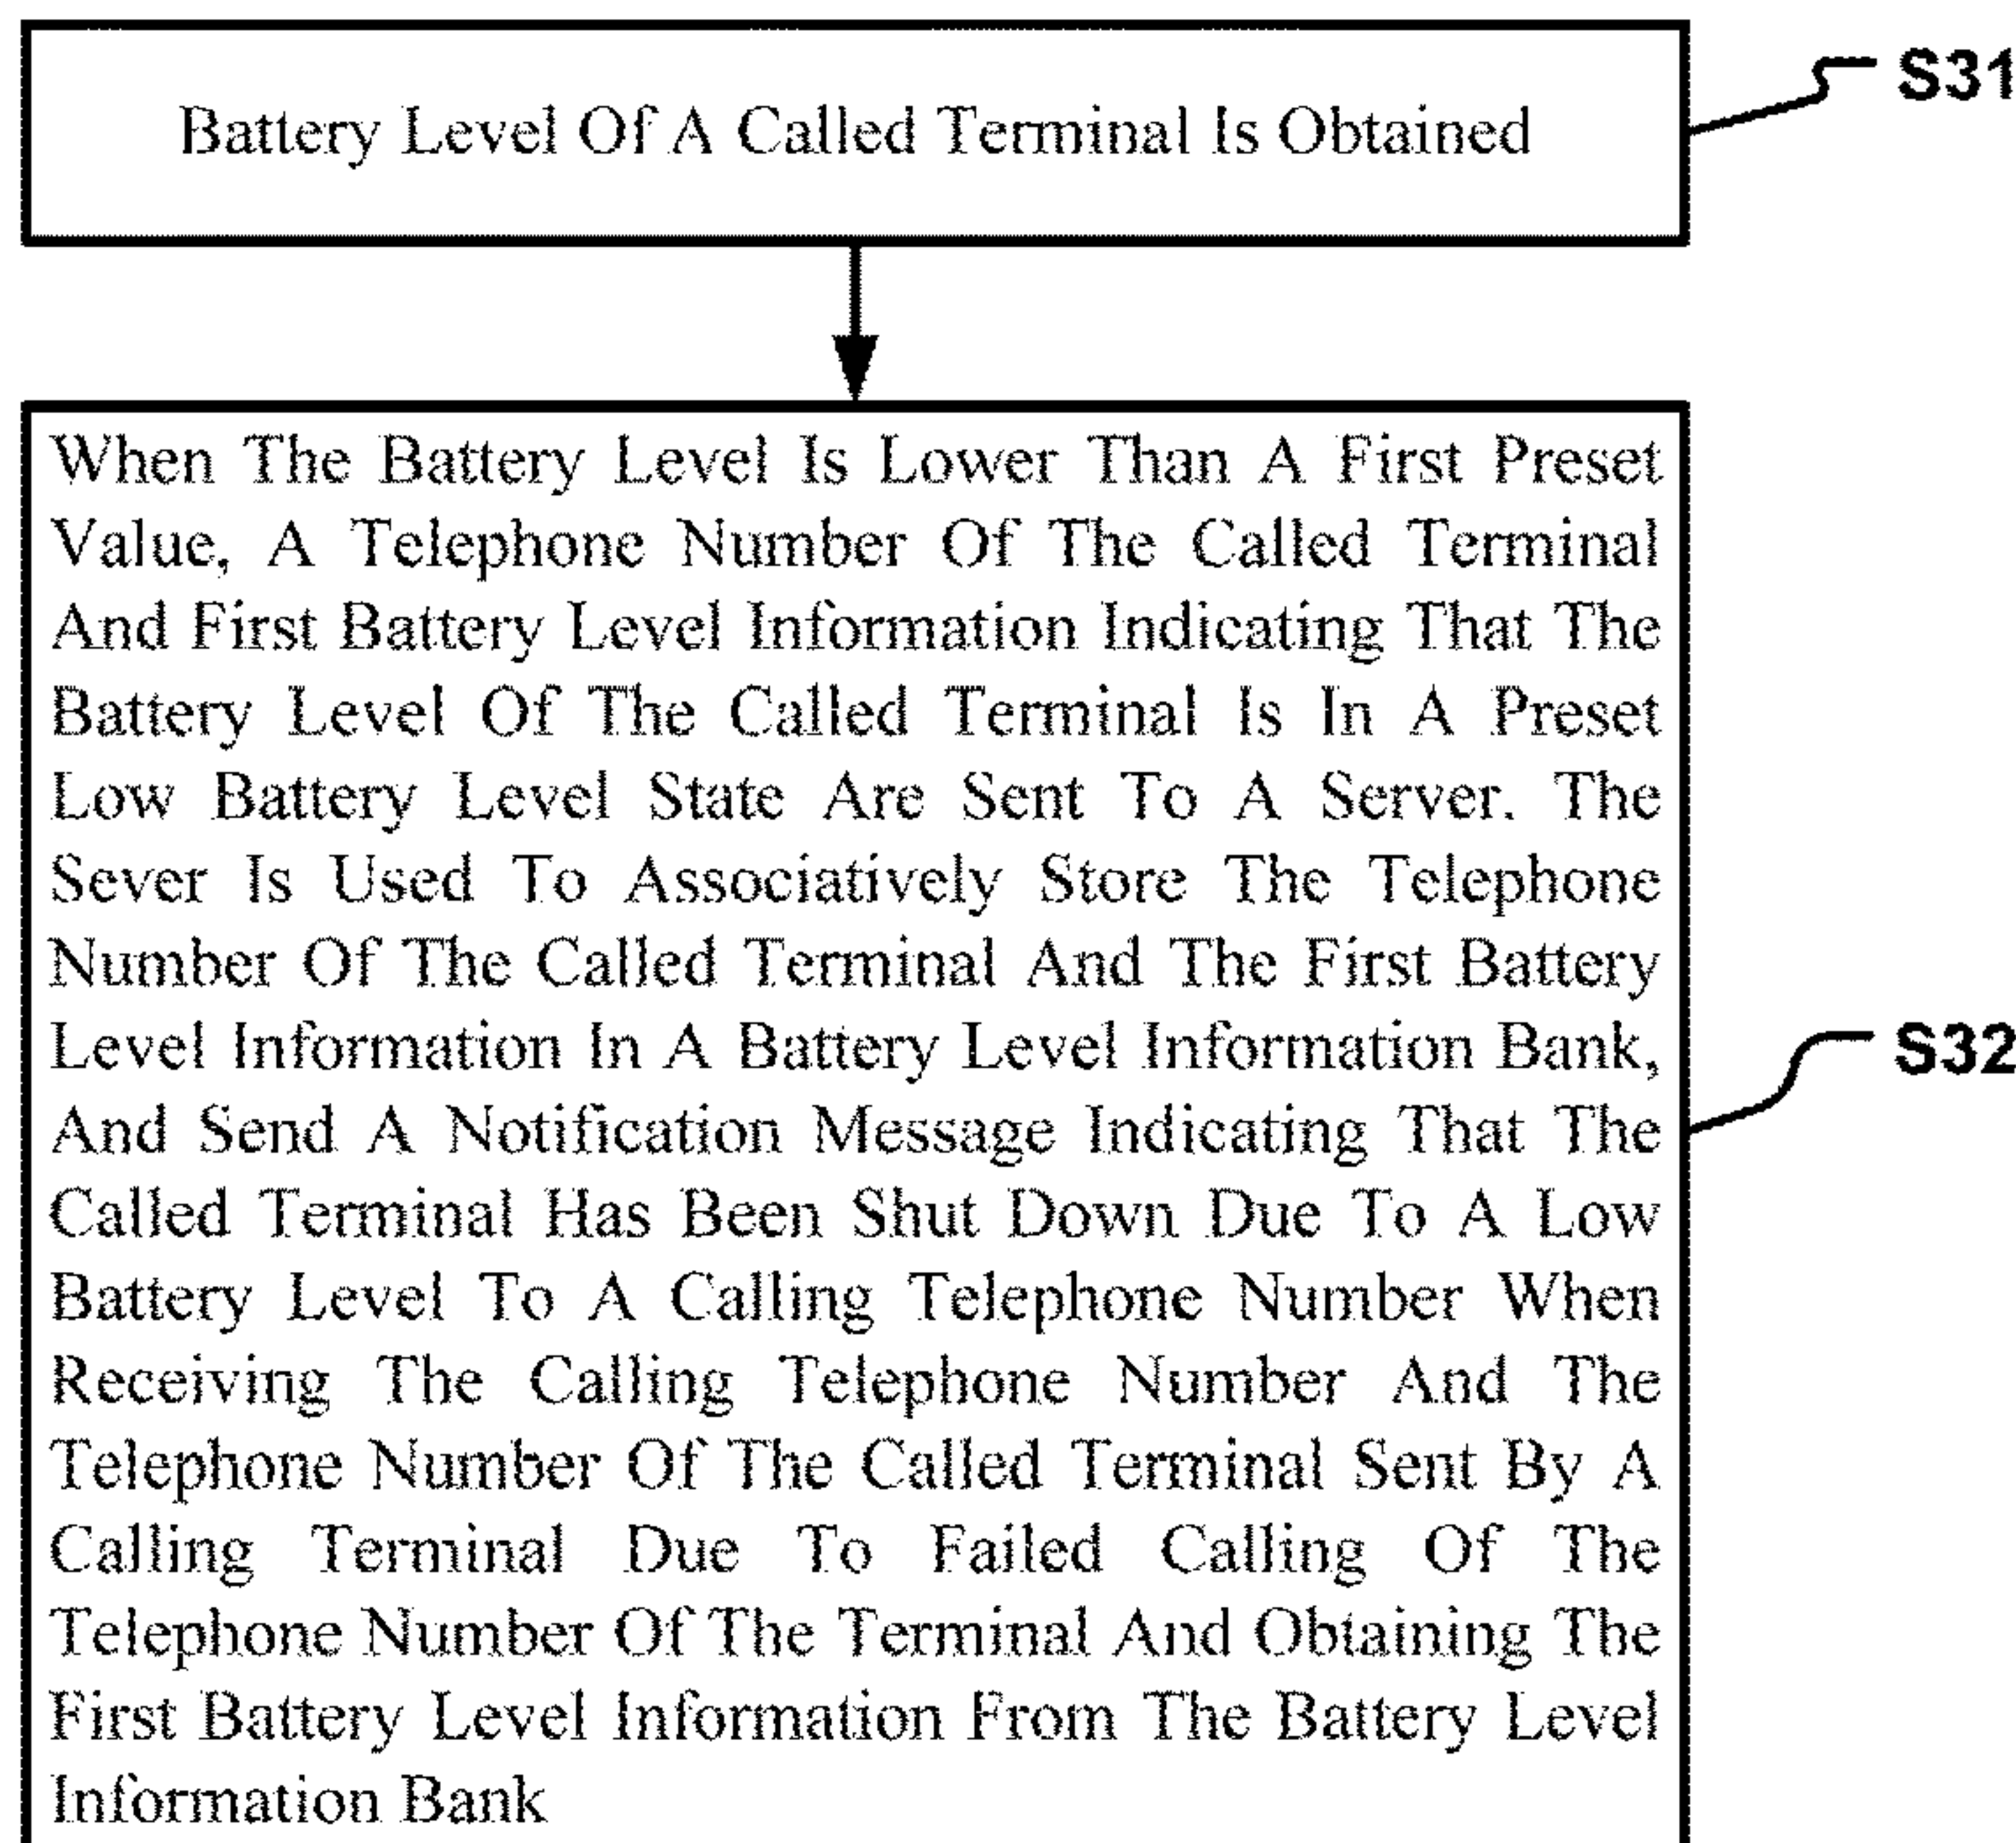 Battery Level Of A Called Terminal Is Obtained
S31
When The Battery Level Is Lower Than A First Preset
Value, A Telephone Number Of The Called Terminal
And First Battery Level Information Indicating That The
Battery Level Of The Called Terminal Is In A Preset
Low Battery Level State Are Sent To A Server. The
Sever Is Used To Associatively Store The Telephone
Number Of The Called Terminal And The First Battery
Level Information In A Battery Level Information Bank,
And Send A Notification Message Indicating That The
Called Terminal Has Been Shut Down Due To A Low
Battery Level To A Calling Telephone Number When
Receiving The Calling Telephone Number And The
Telephone Number Of The Called Terminal Sent By A
Calling Terminal Due To Failed Calling Of The
Telephone Number Of The Terminal And Obtaining The
First Battery Level Information From The Battery Level
Information Bank
S32